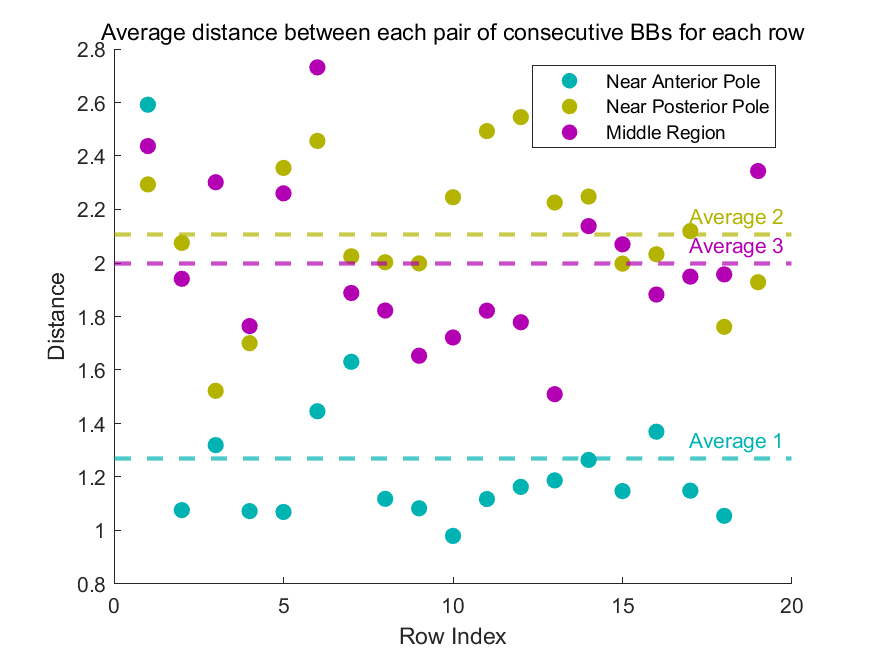 Average distance between each pair of consecutive BBs for each row
2.8
2.6
2.4
2.2
2
1.8
1.6
1.4
1.2
1
0.8
Distance
Near Anterior Pole
Near Posterior Pole
Middle Region
Average 2
Average 3
Average 1
0 5 10 15 20
Row Index